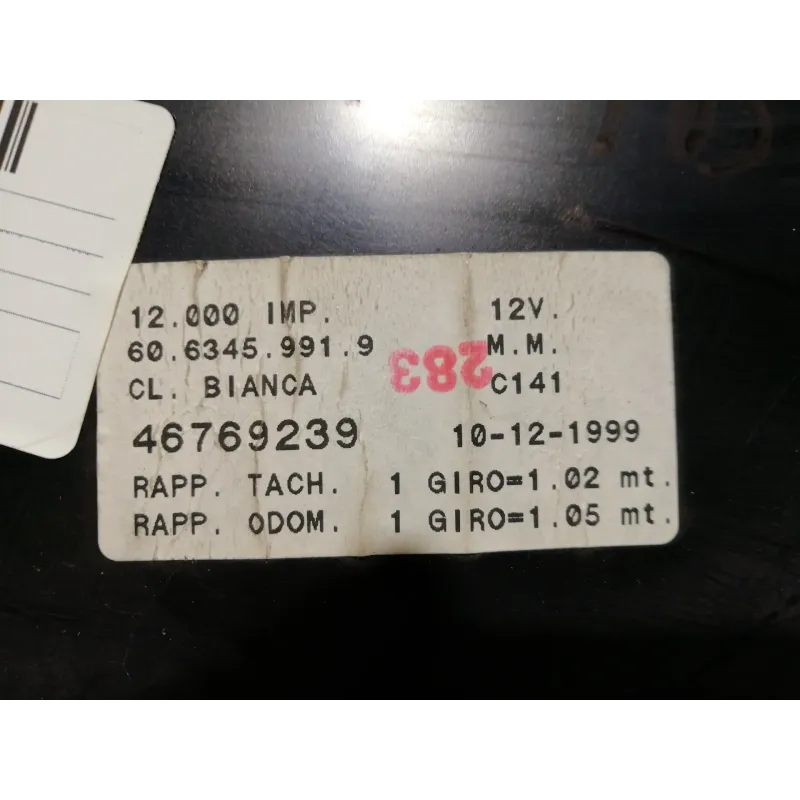 12.000 IMP. 12V.
60.6345.991.9 M.M.
283
CL. BIANCA C141
46769239 10-12-1999
RAPP. TACH. 1 GIRO=1.02 mt.
RAPP. ODOM. 1 GIRO=1.05 mt.